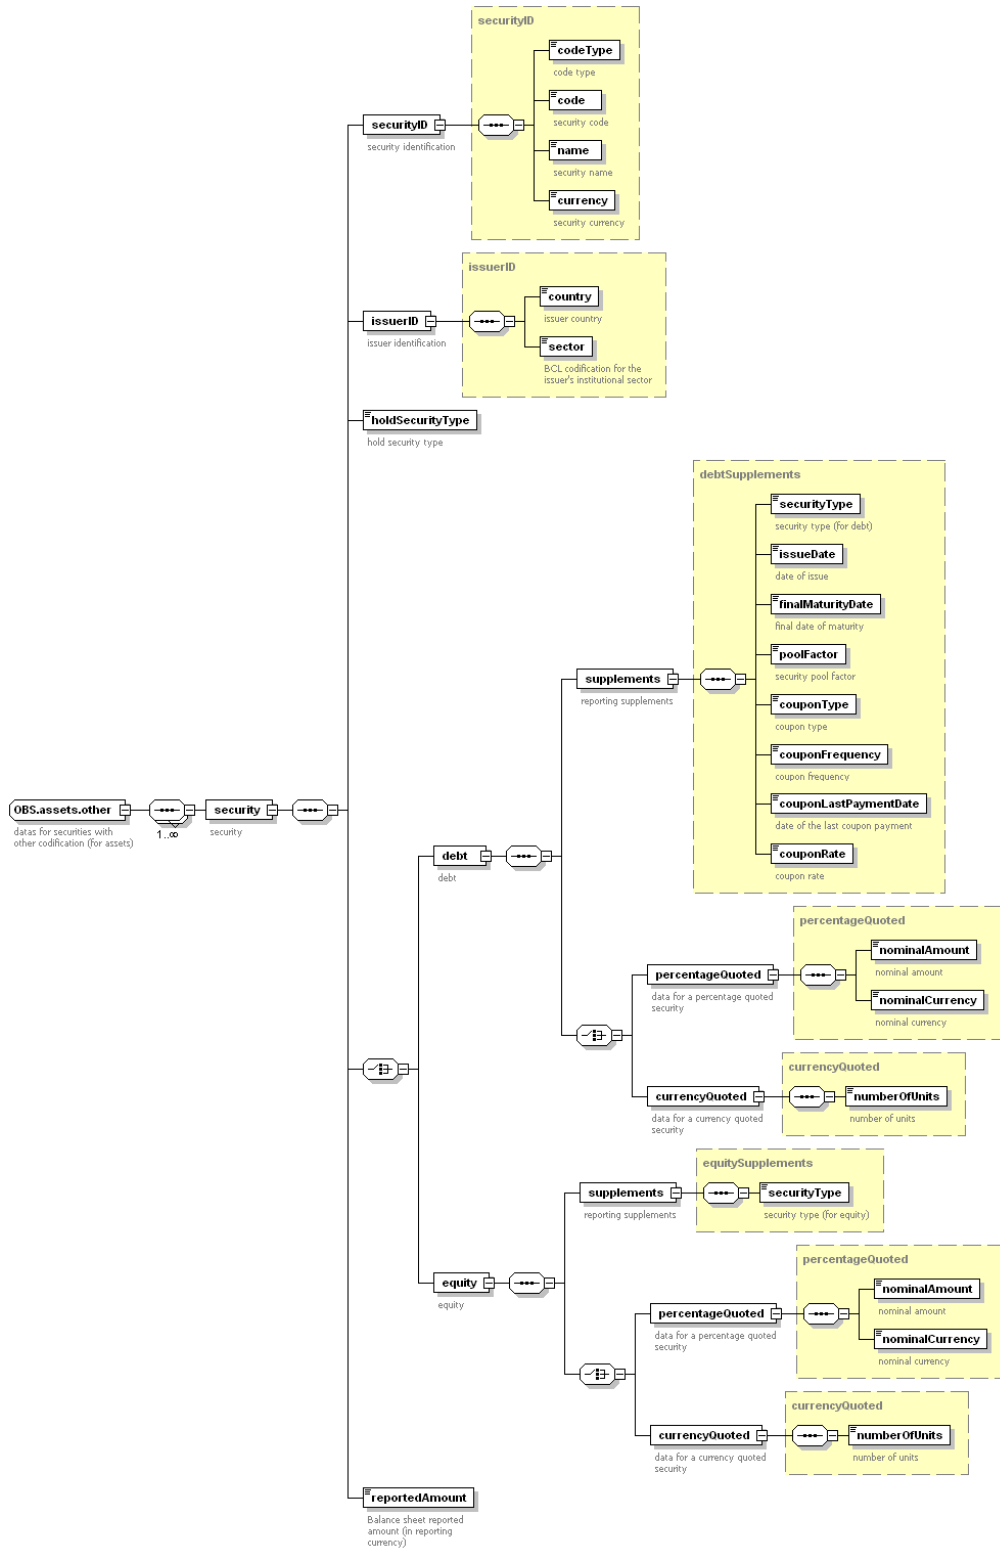 securityID
codeType
code type
code
security code
name
security name
currency
security currency
securityID
security identification
issuerID
country
issuer country
sector
BCL codification for the
issuer's institutional sector
issuerID
issuer identification
holdSecurityType
hold security type
debtSupplements
securityType
security type (for debt)
issueDate
date of issue
finalMaturityDate
final date of maturity
poolFactor
security pool factor
couponType
coupon type
couponFrequency
coupon frequency
couponLastPaymentDate
date of the last coupon payment
couponRate
coupon rate
supplements
reporting supplements
OBS.assets.other
datas for securities with
other codification (for assets)
1..∞
security
security
debt
debt
percentageQuoted
nominalAmount
nominal amount
nominalCurrency
nominal currency
percentageQuoted
data for a percentage quoted
security
currencyQuoted
numberOfUnits
number of units
currencyQuoted
data for a currency quoted
security
equitySupplements
securityType
security type (for equity)
supplements
reporting supplements
equity
equity
percentageQuoted
nominalAmount
nominal amount
nominalCurrency
nominal currency
percentageQuoted
data for a percentage quoted
security
currencyQuoted
numberOfUnits
number of units
currencyQuoted
data for a currency quoted
security
reportedAmount
Balance sheet reported
amount (in reporting
currency)